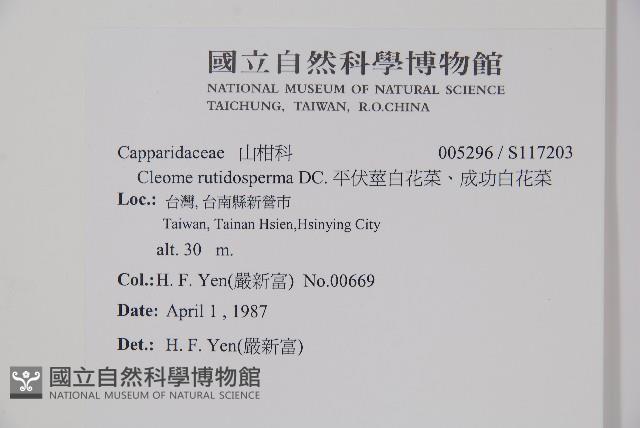 國立自然科學博物館
NATIONAL MUSEUM OF NATURAL SCIENCE
TAICHUNG, TAIWAN, R.O.CHINA
Capparidaceae 山柑科 005296 / S117203
Cleome rutidosperma DC. 平伏莖白花菜、成功白花菜
Loc.: 台灣, 台南縣新營市
Taiwan, Tainan Hsien,Hsinying City
alt. 30 m.
Col.:H. F. Yen(嚴新富) No.00669
Date: April 1 , 1987
Det.: H. F. Yen(嚴新富)
國立自然科學博物館
NATIONAL MUSEUM OF NATURAL SCIENCE